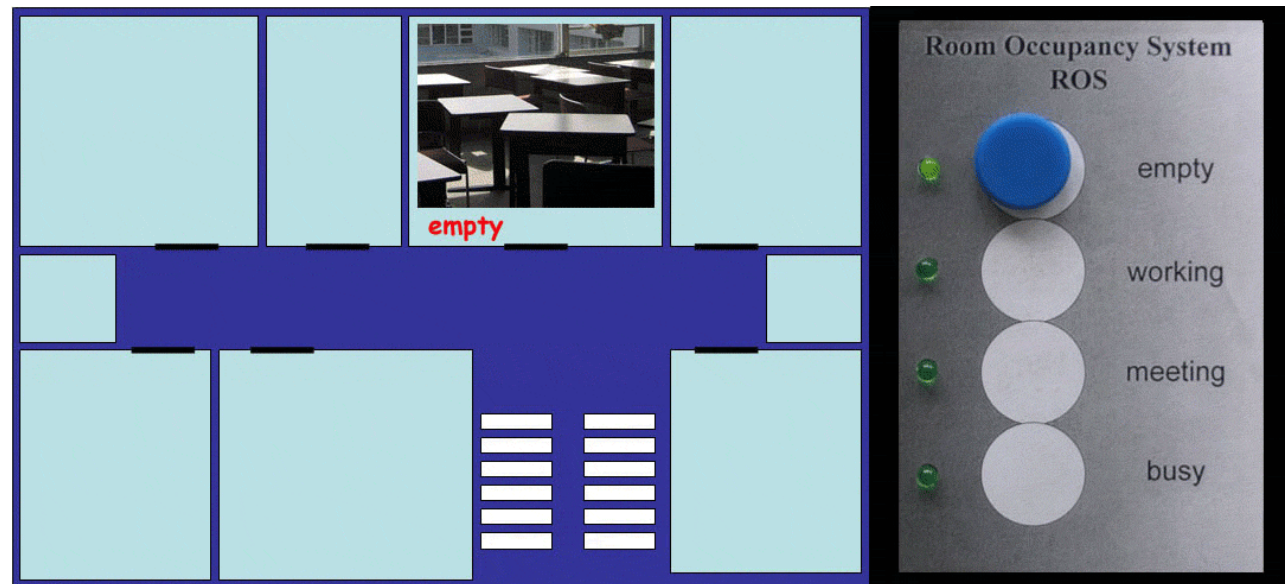 empty
Room Occupancy System
ROS
empty
working
meeting
busy